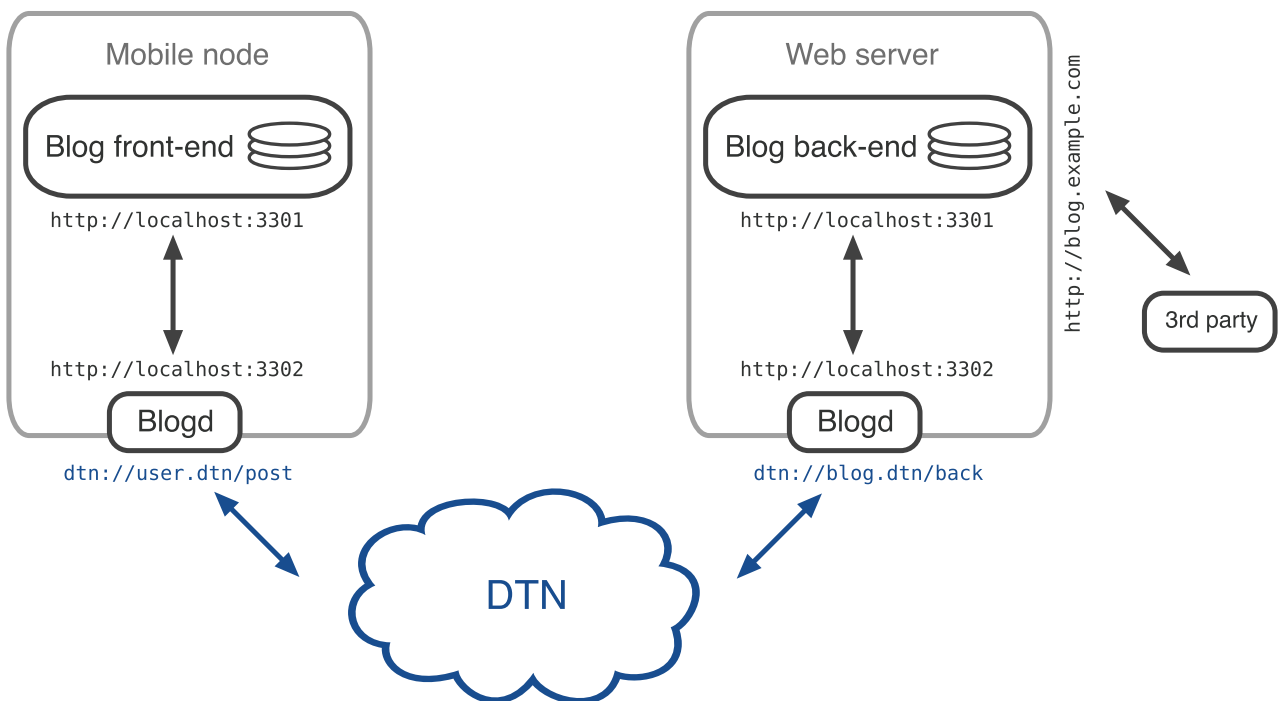 Mobile node
Blog front-end
http://localhost:3301
http://localhost:3302
Blogd
dtn://user.dtn/post
Web server
Blog back-end
http://localhost:3301
http://localhost:3302
Blogd
dtn://blog.dtn/back
http://blog.example.com
3rd party
DTN